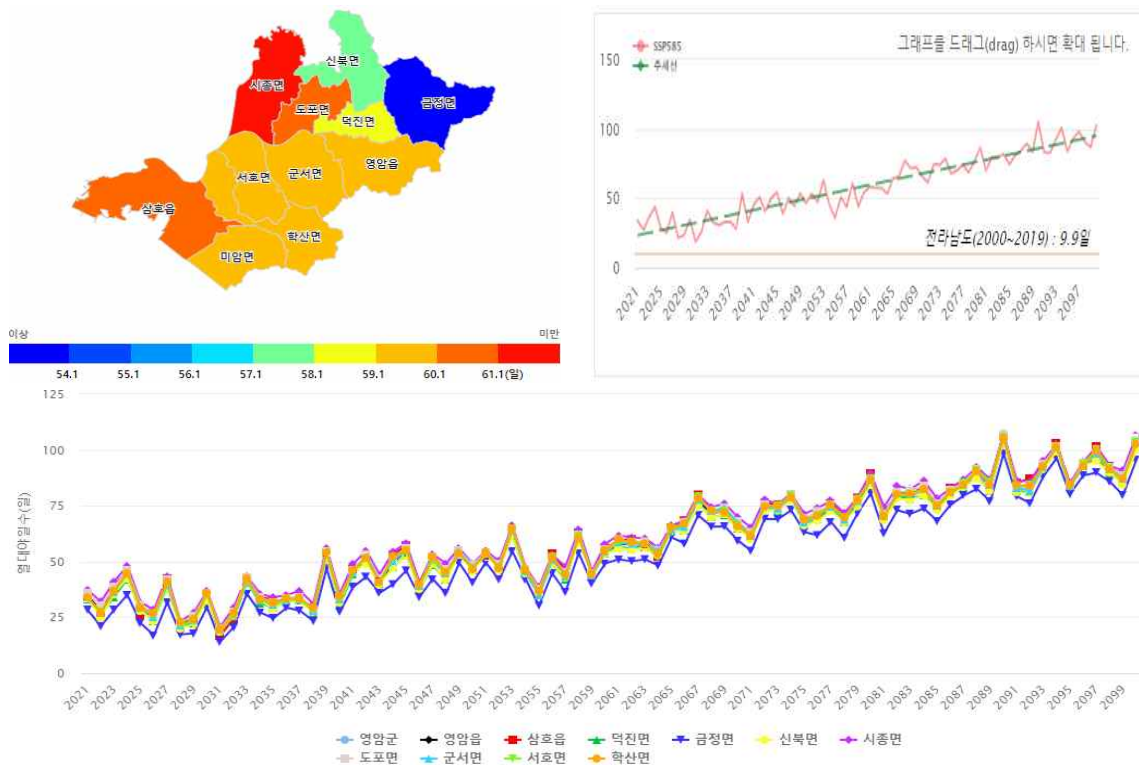 신북면
시종면
금정면
도포면
덕진면
영암읍
서호면
군서면
삼호읍
학산면
미암면
이상
미만
54.1 55.1 56.1 57.1 58.1 59.1 60.1 61.1(일)
SSP585
추세선
그래프를 드래그(drag) 하시면 확대 됩니다.
150
100
50
0
전라남도(2000~2019) : 9.9일
2021 2025 2029 2033 2037 2041 2045 2049 2053 2057 2061 2065 2069 2073 2077 2081 2085 2089 2093 2097
열대야일수(일)
125
100
75
50
25
0
2021 2023 2025 2027 2029 2031 2033 2035 2037 2039 2041 2043 2045 2047 2049 2051 2053 2055 2057 2059 2061 2063 2065 2067 2069 2071 2073 2075 2077 2079 2081 2083 2085 2087 2089 2091 2093 2095 2097 2099
영암군 영암읍 삼호읍 덕진면 금정면 신북면 시종면
도포면 군서면 서호면 학산면